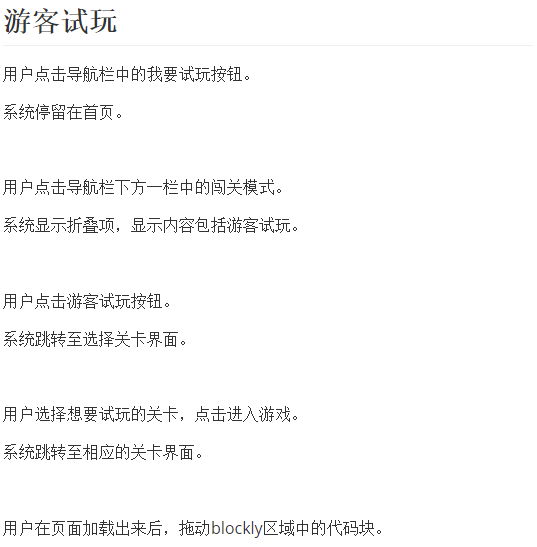 游客试玩
用户点击导航栏中的我要试玩按钮。
系统停留在首页。
用户点击导航栏下方一栏中的闯关模式。
系统显示折叠项，显示内容包括游客试玩。
用户点击游客试玩按钮。
系统跳转至选择关卡界面。
用户选择想要试玩的关卡，点击进入游戏。
系统跳转至相应的关卡界面。
用户在页面加载出来后，拖动blockly区域中的代码块。